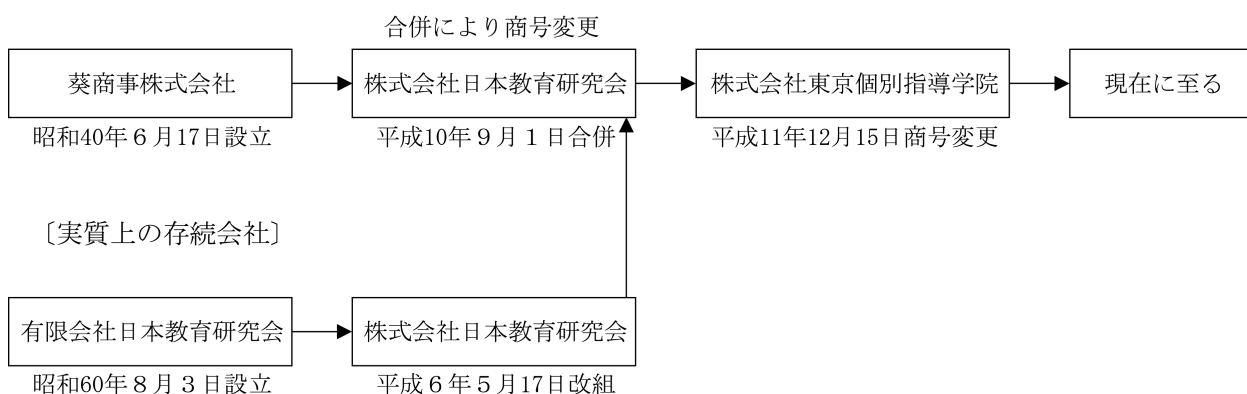 合併により商号変更
葵商事株式会社
株式会社日本教育研究会
株式会社東京個別指導学院
現在に至る
昭和40年6月17日設立
平成10年9月1日合併
平成11年12月15日商号変更
〔実質上の存続会社〕
有限会社日本教育研究会
株式会社日本教育研究会
昭和60年8月3日設立
平成6年5月17日改組